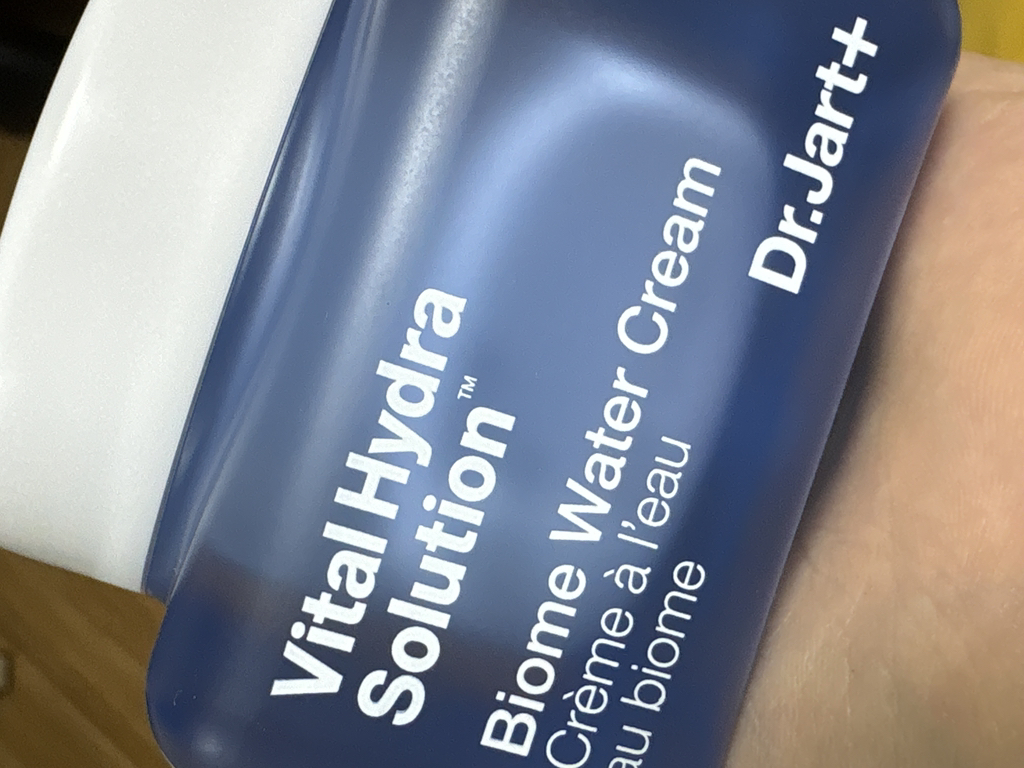 Vital Hydra
Solution™
Biome Water Cream
Crème à l'eau
au biome
Dr.Jart+